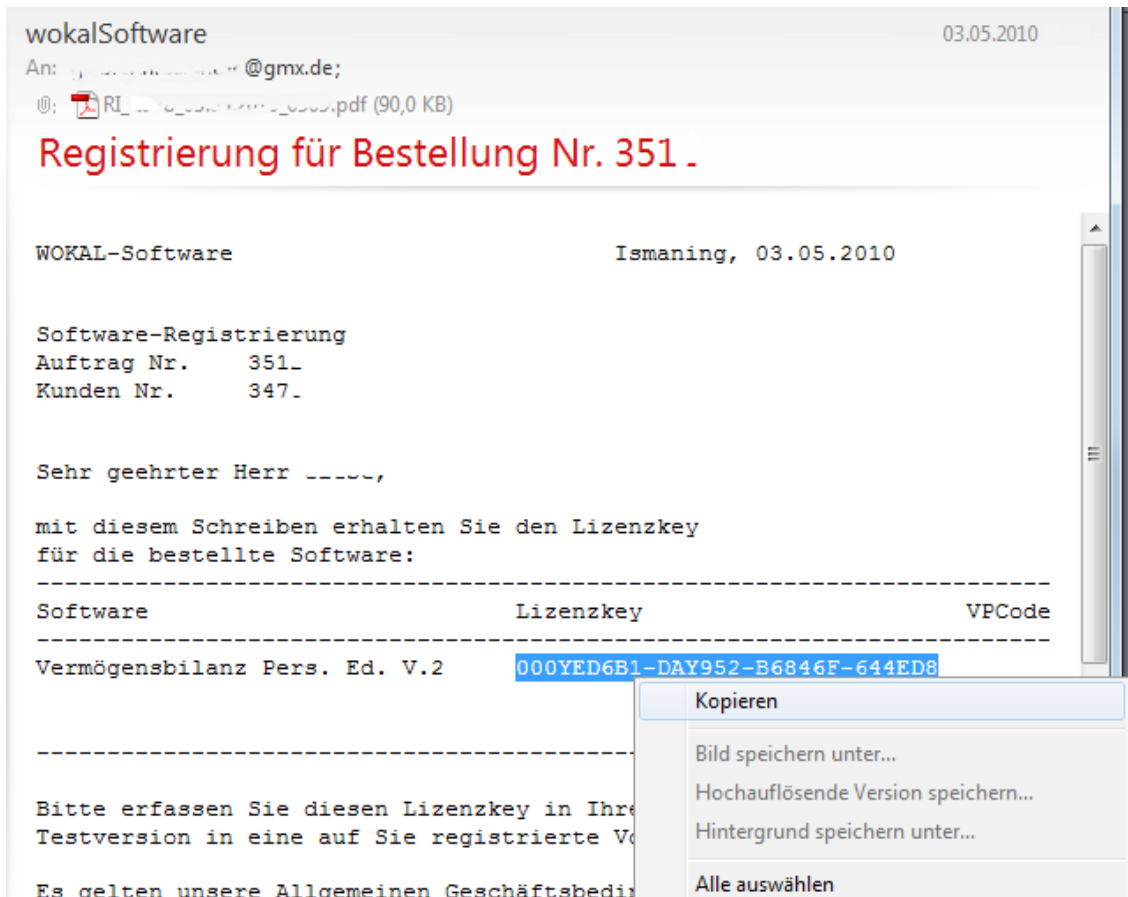 wokalSoftware 03.05.2010
An: @gmx.de;
RI_ .pdf (90,0 KB)
Registrierung für Bestellung Nr. 351
WOKAL-Software Ismaning, 03.05.2010
Software-Registrierung
Auftrag Nr. 351
Kunden Nr. 347
Sehr geehrter Herr
mit diesem Schreiben erhalten Sie den Lizenzkey
für die bestellte Software:
Software Lizenzkey VPCode
Vermögensbilanz Pers. Ed. V.2 000YED6B1-DAY952-B6846F-644ED8
Kopieren
Bild speichern unter...
Hochauflösende Version speichern...
Hintergrund speichern unter...
Alle auswählen
Bitte erfassen Sie diesen Lizenzkey in Ihre
Testversion in eine auf Sie registrierte Vo
Es gelten unsere Allgemeinen Geschäftsbedin